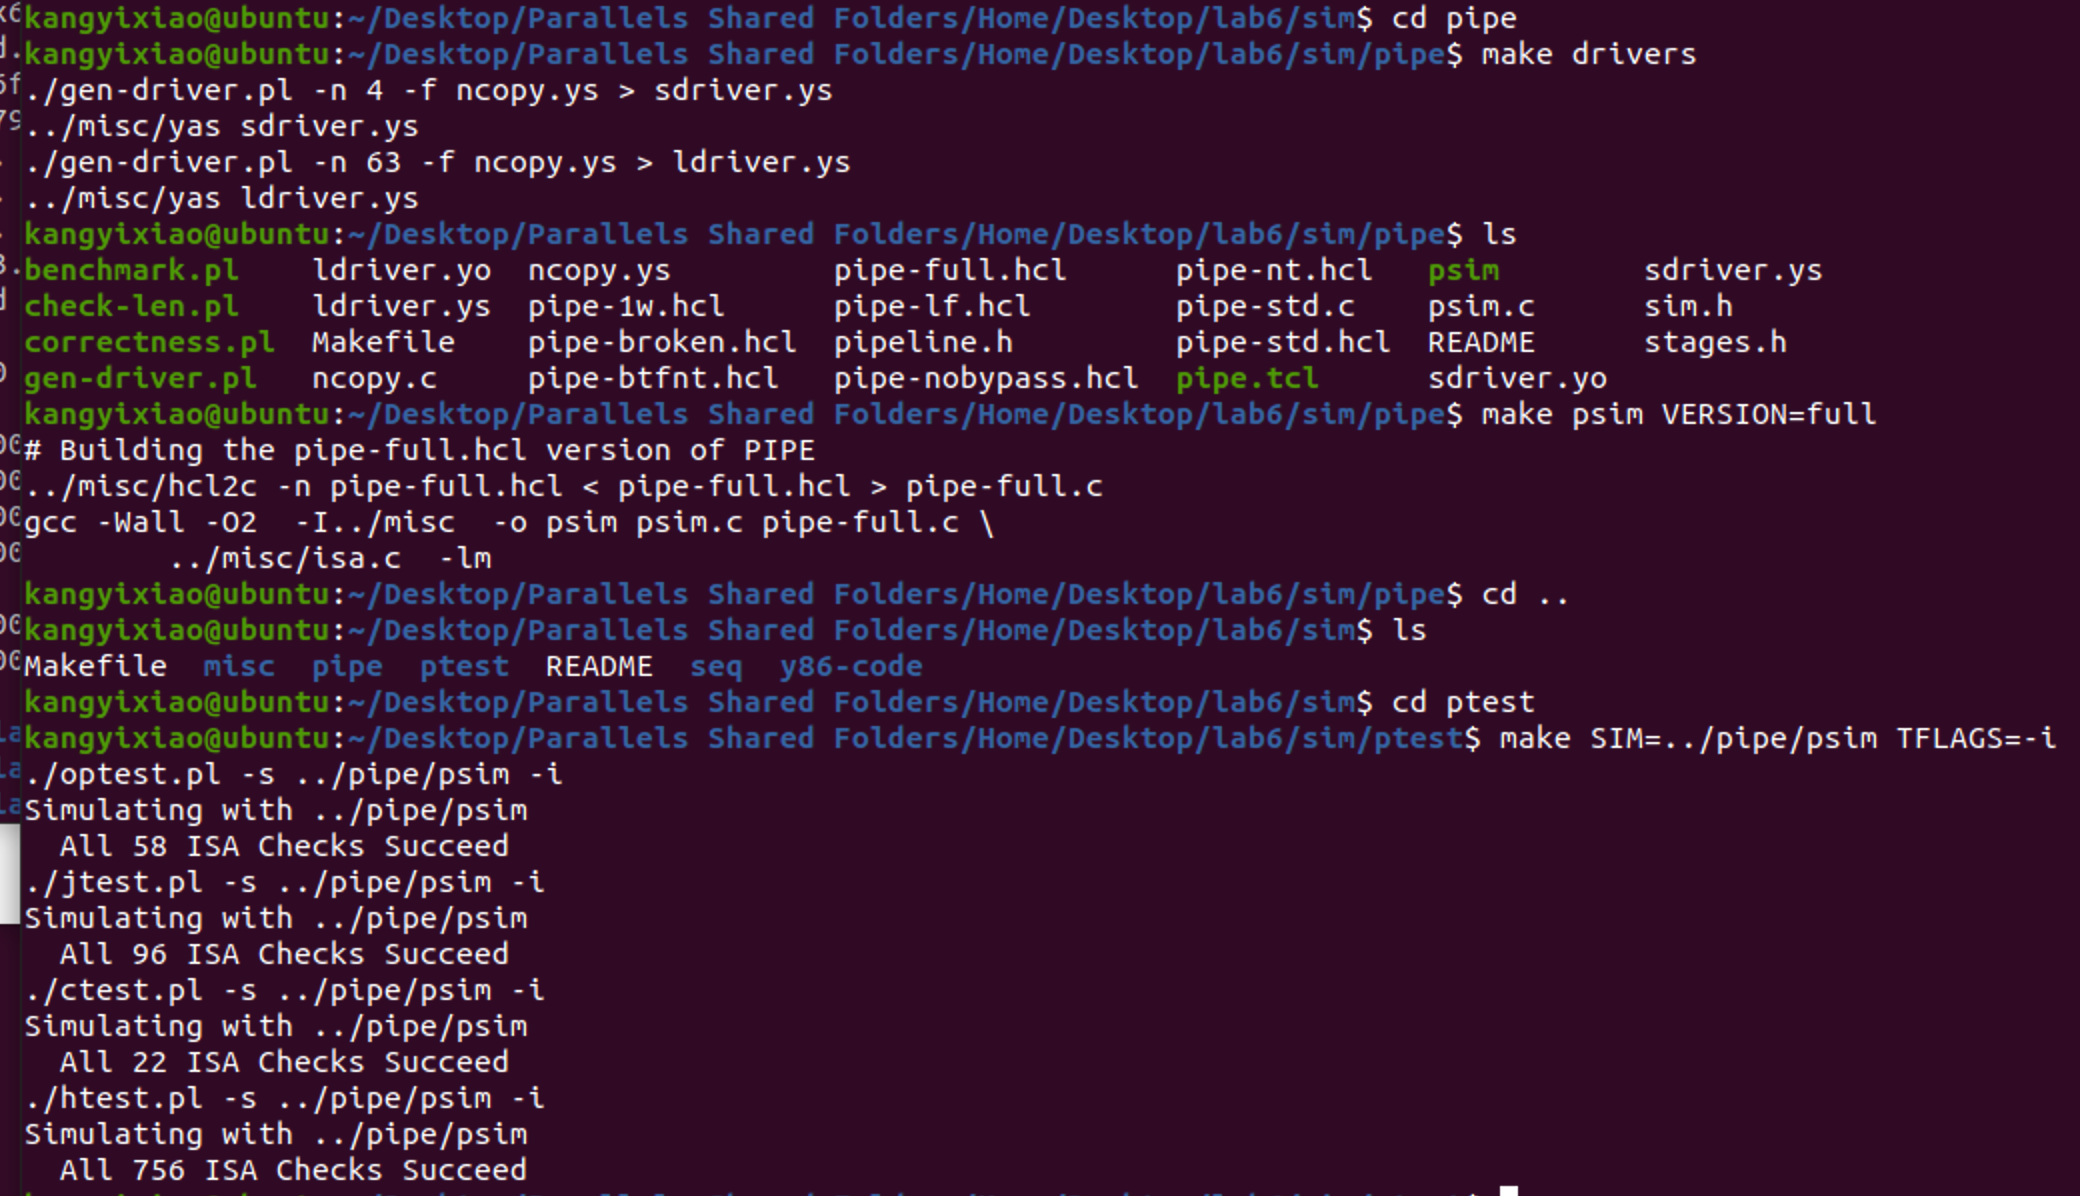 kangyixiao@ubuntu:~/Desktop/Parallels Shared Folders/Home/Desktop/lab6/sim$ cd pipe
kangyixiao@ubuntu:~/Desktop/Parallels Shared Folders/Home/Desktop/lab6/sim/pipe$ make drivers
./gen-driver.pl -n 4 -f ncopy.ys > sdriver.ys
../misc/yas sdriver.ys
./gen-driver.pl -n 63 -f ncopy.ys > ldriver.ys
../misc/yas ldriver.ys
kangyixiao@ubuntu:~/Desktop/Parallels Shared Folders/Home/Desktop/lab6/sim/pipe$ ls
benchmark.pl    ldriver.yo  ncopy.ys         pipe-full.hcl      pipe-nt.hcl   psim        sdriver.ys
check-len.pl    ldriver.ys  pipe-1w.hcl      pipe-lf.hcl        pipe-std.c    psim.c      sim.h
correctness.pl  Makefile    pipe-broken.hcl  pipeline.h         pipe-std.hcl  README      stages.h
gen-driver.pl   ncopy.c     pipe-btfnt.hcl   pipe-nobypass.hcl  pipe.tcl      sdriver.yo
kangyixiao@ubuntu:~/Desktop/Parallels Shared Folders/Home/Desktop/lab6/sim/pipe$ make psim VERSION=full
# Building the pipe-full.hcl version of PIPE
../misc/hcl2c -n pipe-full.hcl < pipe-full.hcl > pipe-full.c
gcc -Wall -O2  -I../misc  -o psim psim.c pipe-full.c \
        ../misc/isa.c  -lm
kangyixiao@ubuntu:~/Desktop/Parallels Shared Folders/Home/Desktop/lab6/sim/pipe$ cd ..
kangyixiao@ubuntu:~/Desktop/Parallels Shared Folders/Home/Desktop/lab6/sim$ ls
Makefile  misc  pipe  ptest  README  seq  y86-code
kangyixiao@ubuntu:~/Desktop/Parallels Shared Folders/Home/Desktop/lab6/sim$ cd ptest
kangyixiao@ubuntu:~/Desktop/Parallels Shared Folders/Home/Desktop/lab6/sim/ptest$ make SIM=../pipe/psim TFLAGS=-i
./optest.pl -s ../pipe/psim -i
Simulating with ../pipe/psim
  All 58 ISA Checks Succeed
./jtest.pl -s ../pipe/psim -i
Simulating with ../pipe/psim
  All 96 ISA Checks Succeed
./ctest.pl -s ../pipe/psim -i
Simulating with ../pipe/psim
  All 22 ISA Checks Succeed
./htest.pl -s ../pipe/psim -i
Simulating with ../pipe/psim
  All 756 ISA Checks Succeed